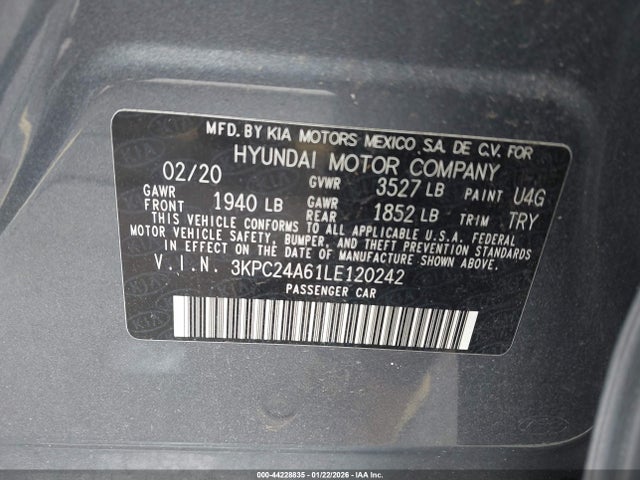 MFD. BY KIA MOTORS MEXICO, S.A. DE C.V. FOR
HYUNDAI MOTOR COMPANY
02/20 GVWR 3527 LB PAINT U4G
GAWR FRONT 1940 LB GAWR REAR 1852 LB TRIM TRY
THIS VEHICLE CONFORMS TO ALL APPLICABLE U.S.A. FEDERAL
MOTOR VEHICLE SAFETY, BUMPER, AND THEFT PREVENTION STANDARDS
IN EFFECT ON THE DATE OF MANUFACTURE SHOWN ABOVE.
V.I.N. 3KPC24A61LE120242
PASSENGER CAR
000-44228835 - 01/22/2026 - IAA Inc.